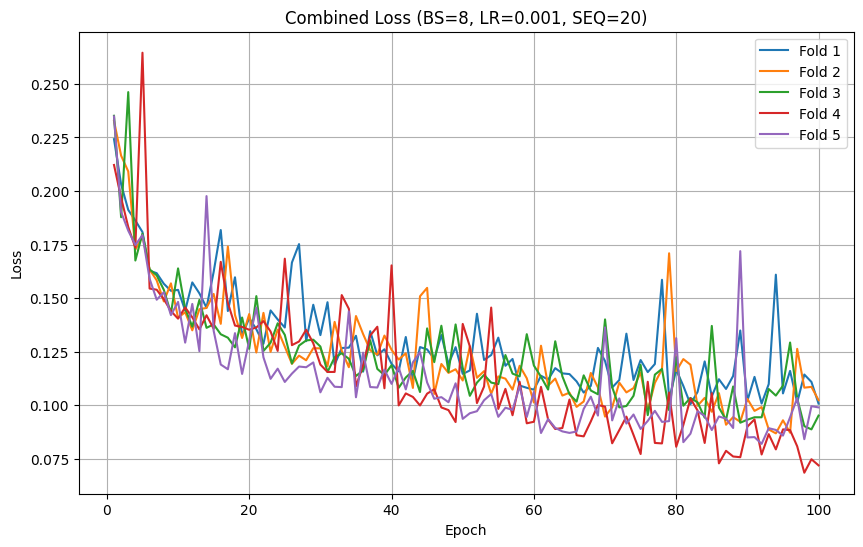 Combined Loss (BS=8, LR=0.001, SEQ=20)
Fold 1
Fold 2
Fold 3
Fold 4
Fold 5
0.250
0.225
0.200
0.175
0.150
0.125
0.100
0.075
Loss
0 20 40 60 80 100
Epoch